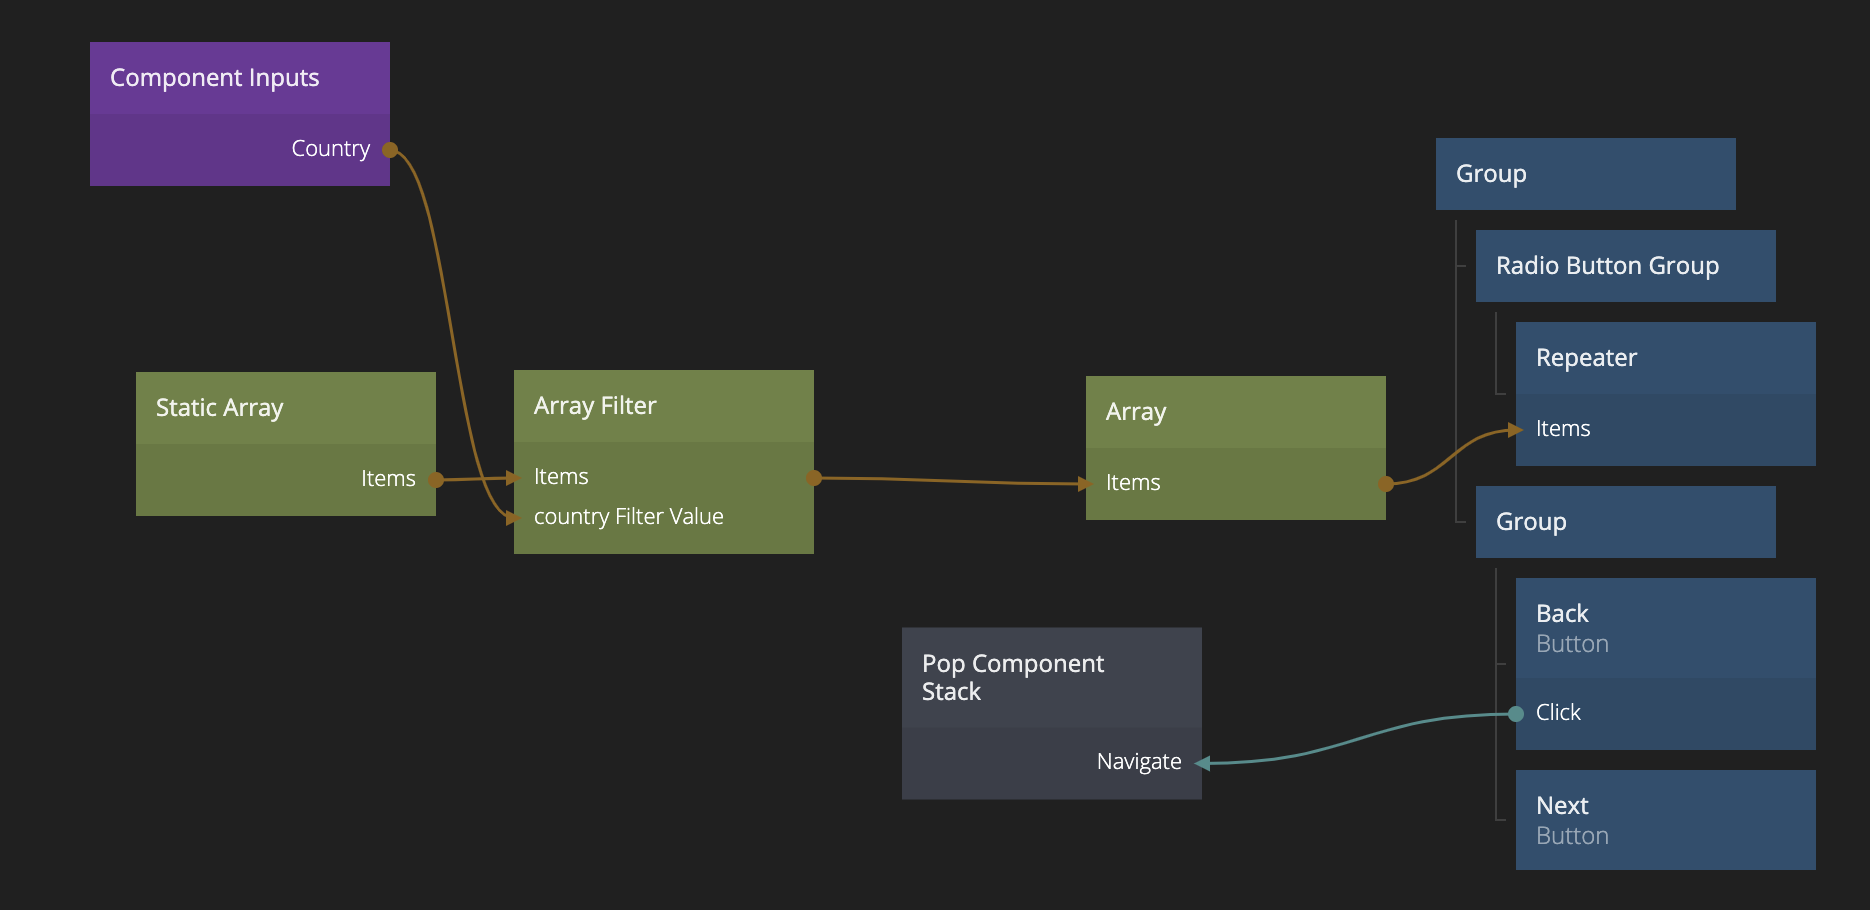 Component Inputs
Country
Static Array
Items
Array Filter
Items
country Filter Value
Array
Items
Group
Radio Button Group
Repeater
Items
Group
Back
Button
Click
Next
Button
Pop Component
Stack
Navigate